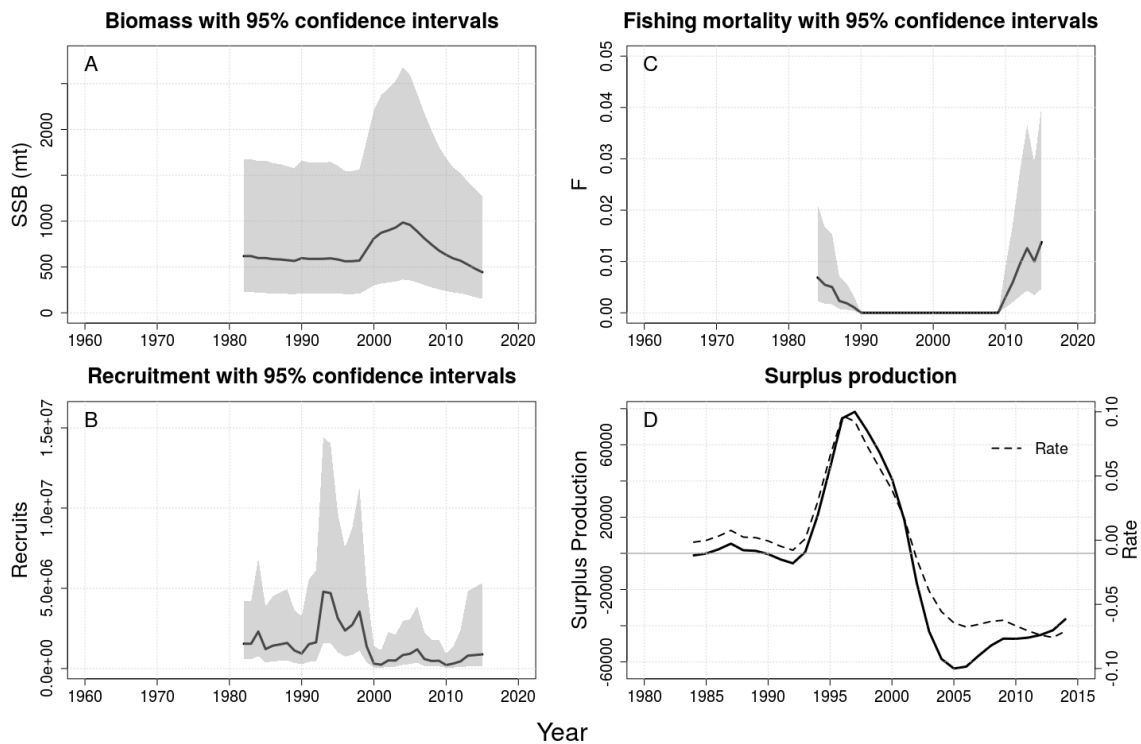 Biomass with 95% confidence intervals
A
SSB (mt)
0
500
1000
2000
1960 1970 1980 1990 2000 2010 2020
Fishing mortality with 95% confidence intervals
C
F
0.00
0.01
0.02
0.03
0.04
0.05
1960 1970 1980 1990 2000 2010 2020
Recruitment with 95% confidence intervals
B
Recruits
0.0e+00
5.0e+06
1.0e+07
1.5e+07
1960 1970 1980 1990 2000 2010 2020
Surplus production
D
Rate
Surplus Production
-60000
-20000
20000
60000
Rate
-0.10
-0.05
0.00
0.05
0.10
1980 1985 1990 1995 2000 2005 2010 2015
Year